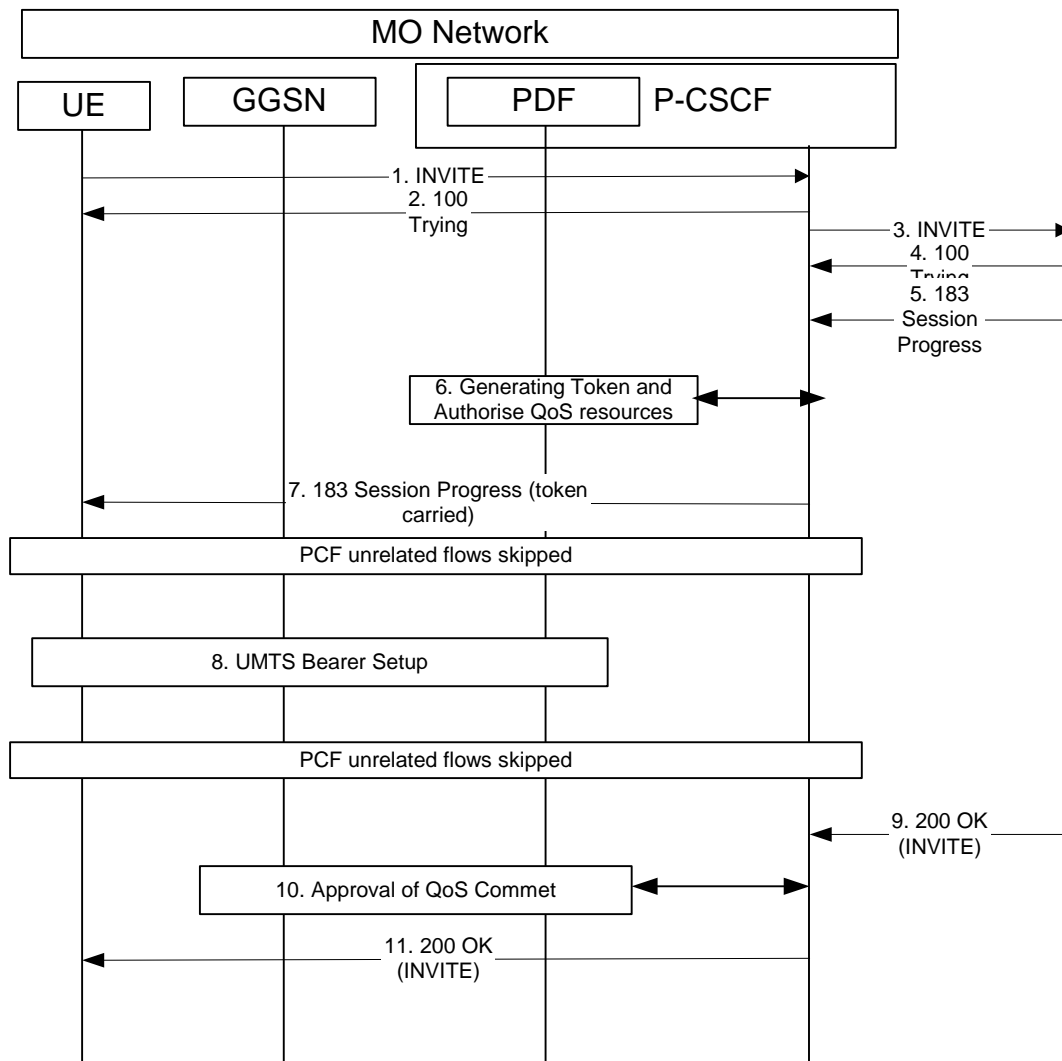 MO Network
UE
GGSN
PDF
P-CSCF
1. INVITE
2. 100
Trying
3. INVITE
4. 100
Trying
5. 183
Session
Progress
6. Generating Token and
Authorise QoS resources
7. 183 Session Progress (token
carried)
PCF unrelated flows skipped
8. UMTS Bearer Setup
PCF unrelated flows skipped
9. 200 OK
(INVITE)
10. Approval of QoS Commet
11. 200 OK
(INVITE)